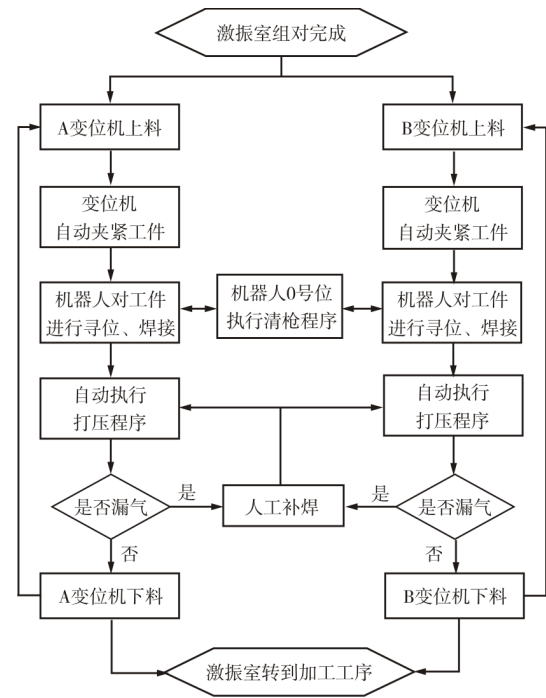 激振室组对完成
A变位机上料
B变位机上料
变位机
自动夹紧工件
变位机
自动夹紧工件
机器人对工件
进行寻位、焊接
机器人0号位
执行清枪程序
机器人对工件
进行寻位、焊接
自动执行
打压程序
自动执行
打压程序
是否漏气
是
人工补焊
是
是否漏气
否
否
A变位机下料
B变位机下料
激振室转到加工工序